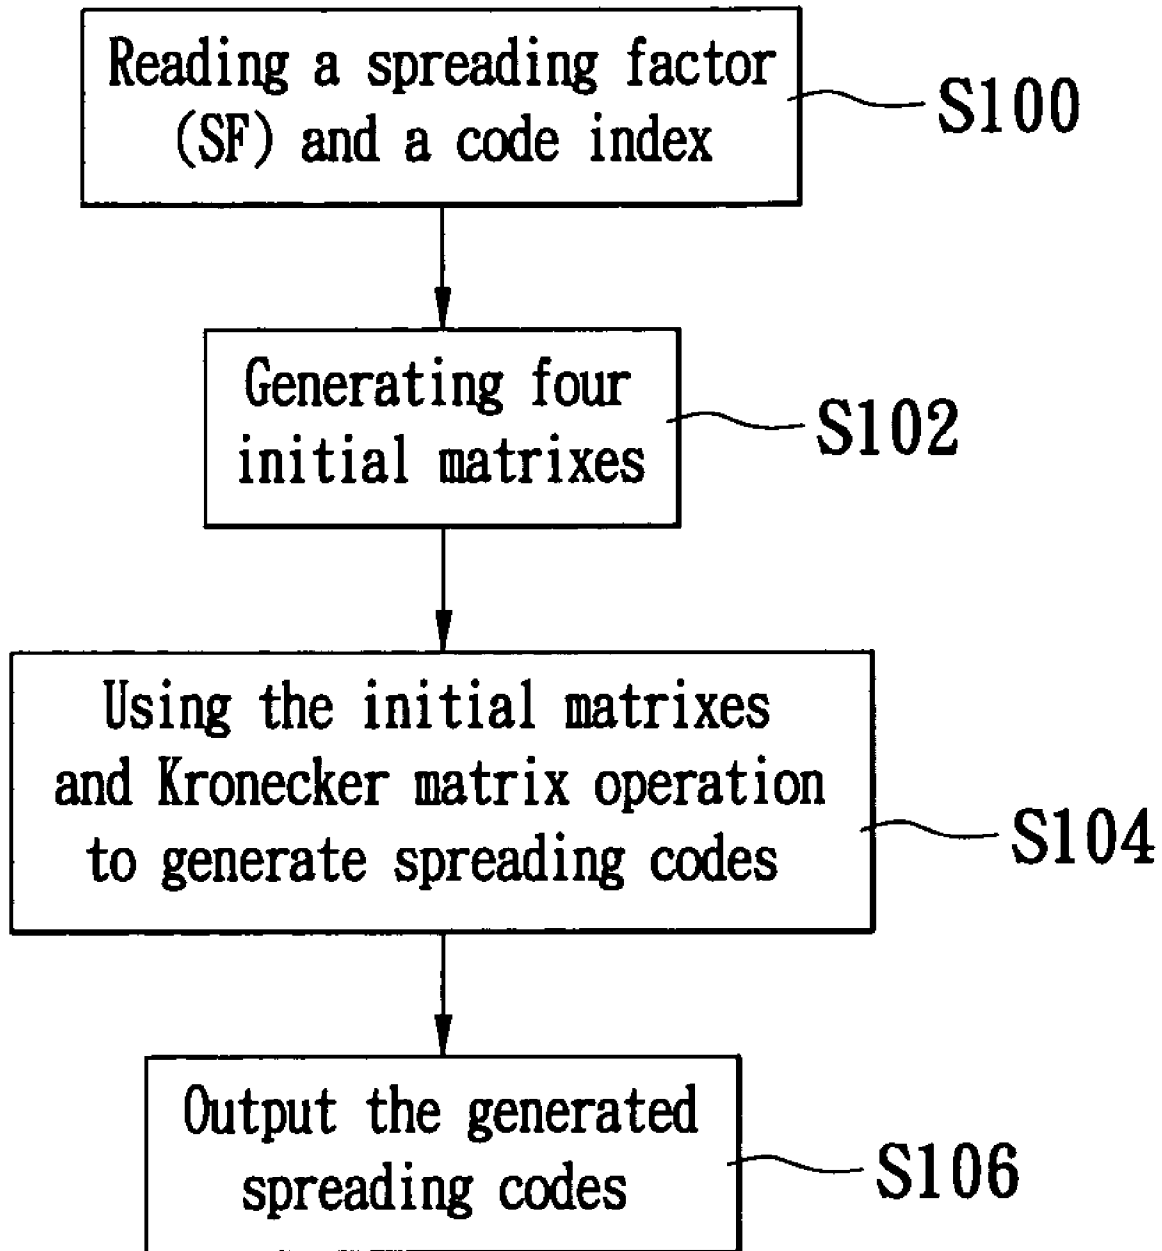 Reading a spreading factor
(SF) and a code index
S100
Generating four
initial matrixes
S102
Using the initial matrixes
and Kronecker matrix operation
to generate spreading codes
S104
Output the generated
spreading codes
S106